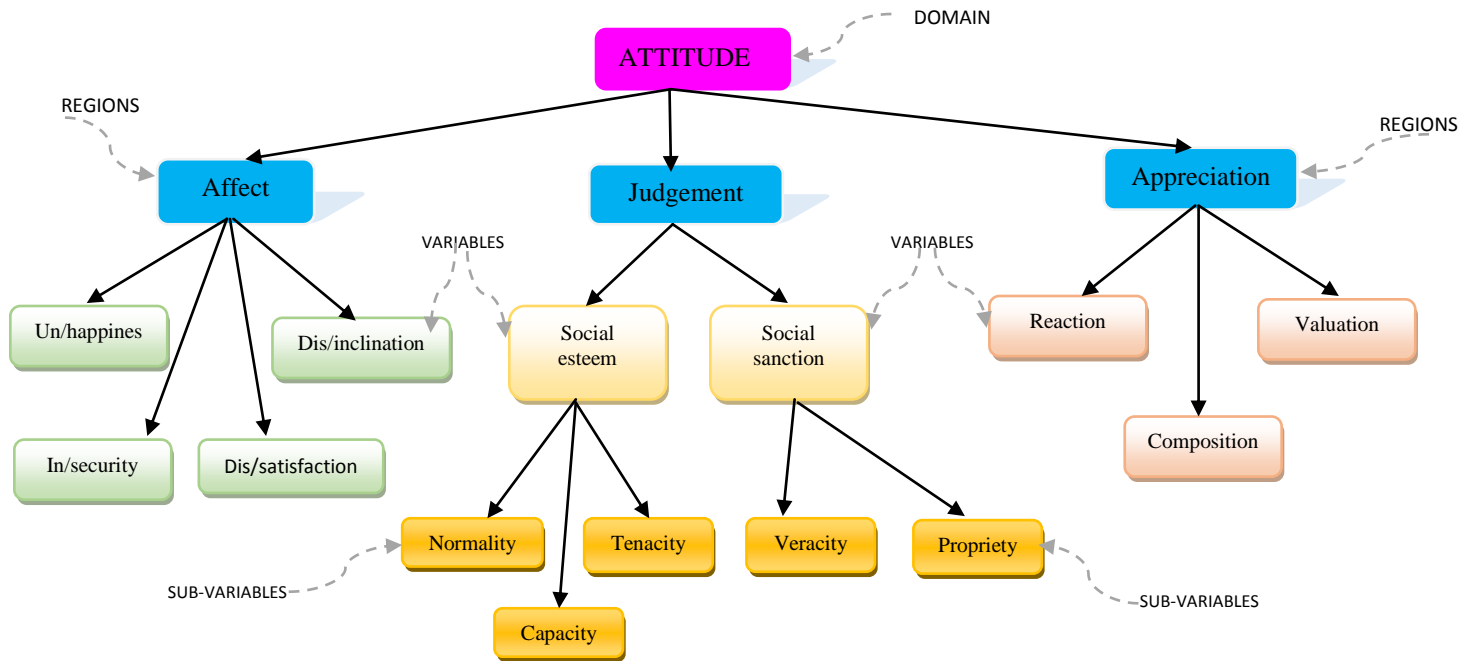 DOMAIN
ATTITUDE
REGIONS
REGIONS
Affect
Judgement
Appreciation
VARIABLES
VARIABLES
Un/happines
Dis/inclination
Social
esteem
Social
sanction
Reaction
Valuation
In/security
Dis/satisfaction
Composition
Normality
Tenacity
Veracity
Propriety
SUB-VARIABLES
SUB-VARIABLES
Capacity